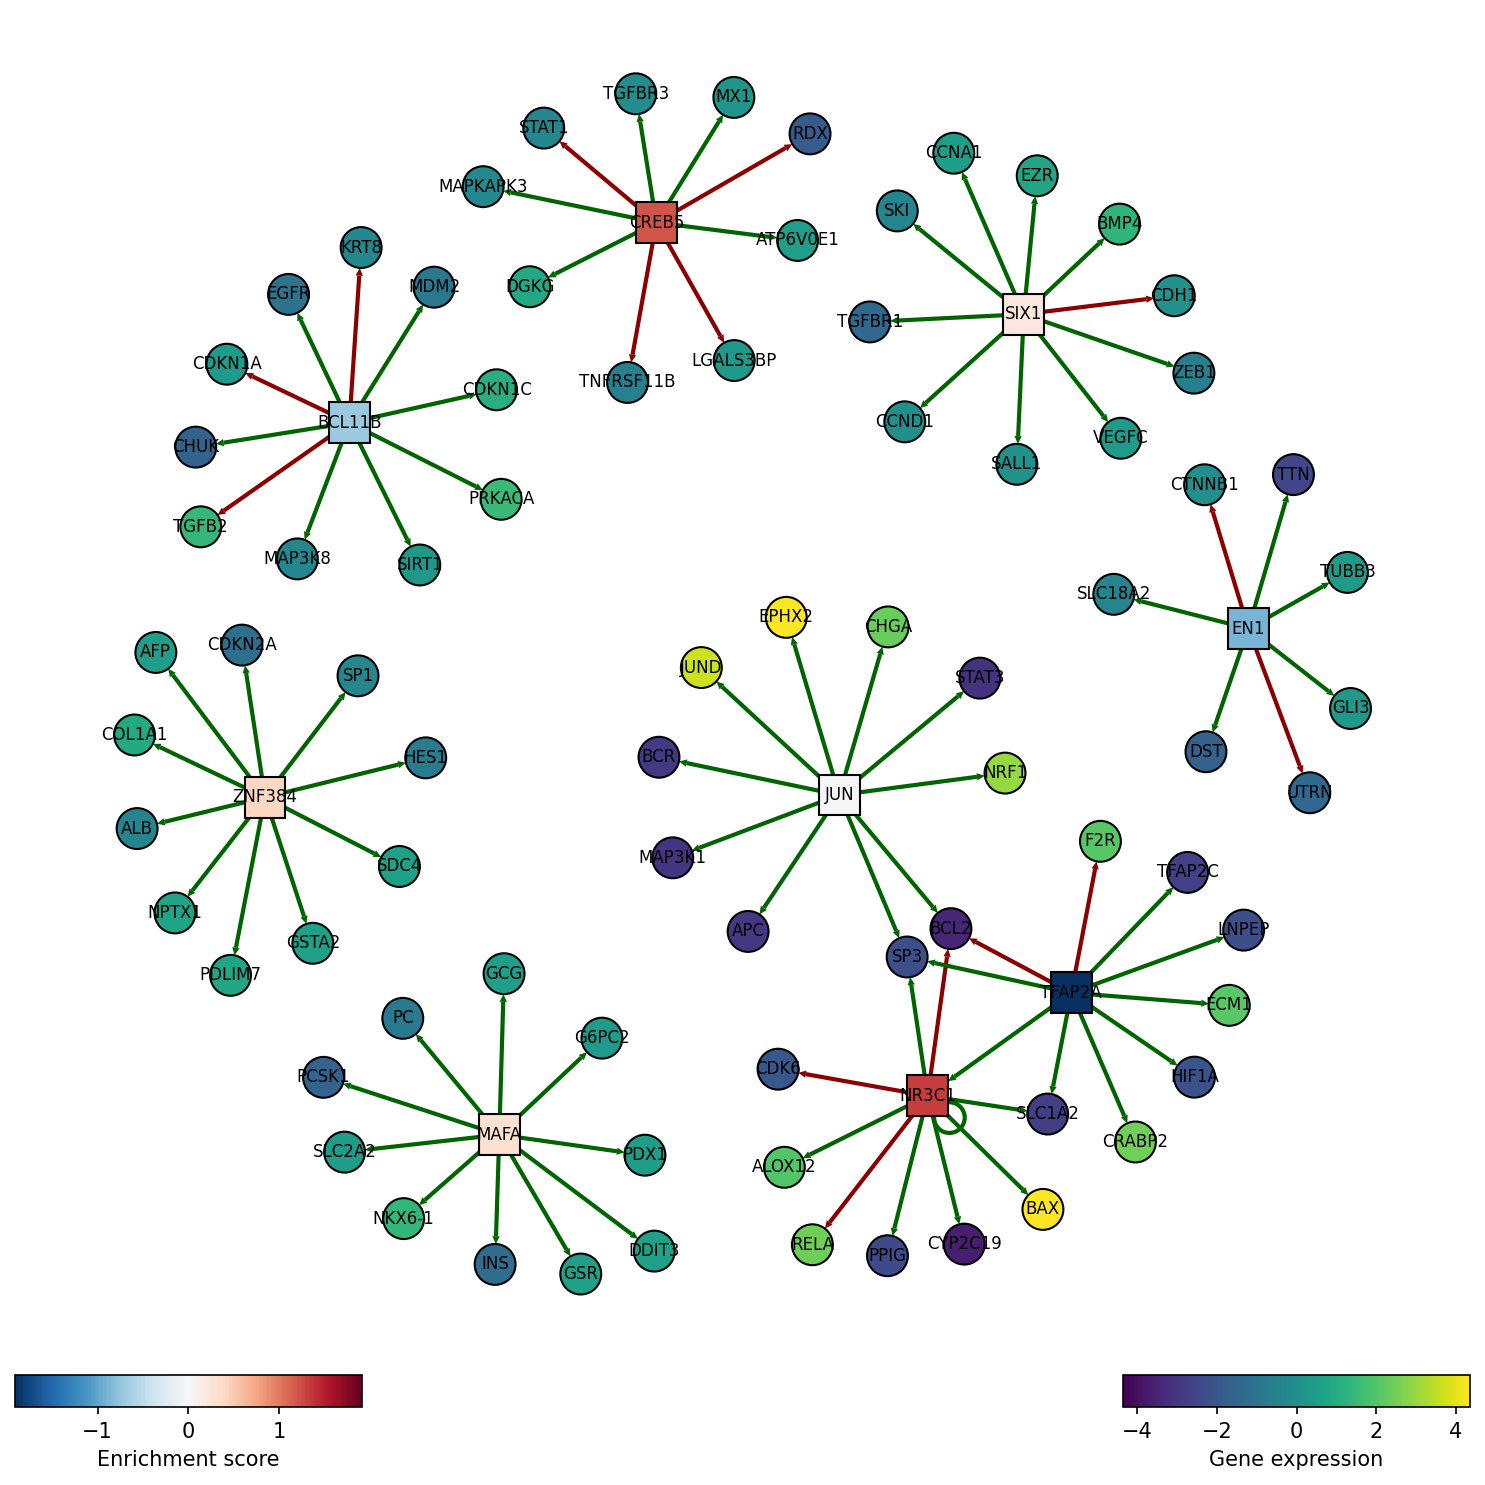 TGFBR3
MX1
STAT1
RDX
MAPKAPK3
CREB5
ATP6V0E1
DGKG
LGALS3BP
TNFRSF11B
CCNA1
EZR
SKI
BMP4
CDH1
SIX1
TGFBR1
ZEB1
CCND1
VEGFC
SALL1
KRT8
EGFR
MDM2
CDKN1A
CDKN1C
BCL11B
CHUK
PRKACA
TGFB2
MAP3K8
SIRT1
CTNNB1
TTN
TUBB3
SLC18A2
EN1
GLI3
DST
UTRN
AFP
CDKN2A
SP1
COL1A1
HES1
ZNF384
ALB
SDC4
NPTX1
GSTA2
PDLIM7
EPHX2
CHGA
JUND
STAT3
BCR
NRF1
JUN
MAP3K1
APC
BCL2
SP3
F2R
TFAP2C
LNPEP
TFAP2A
ECM1
HIF1A
CRABP2
SLC1A2
CDK6
NR3C1
ALOX12
BAX
RELA
PPIG
CYP2C19
GCG
PC
G6PC2
PCSK1
MAFA
SLC2A2
PDX1
NKX6-1
DDIT3
INS
GSR
−1 0 1
Enrichment score
−4 −2 0 2 4
Gene expression